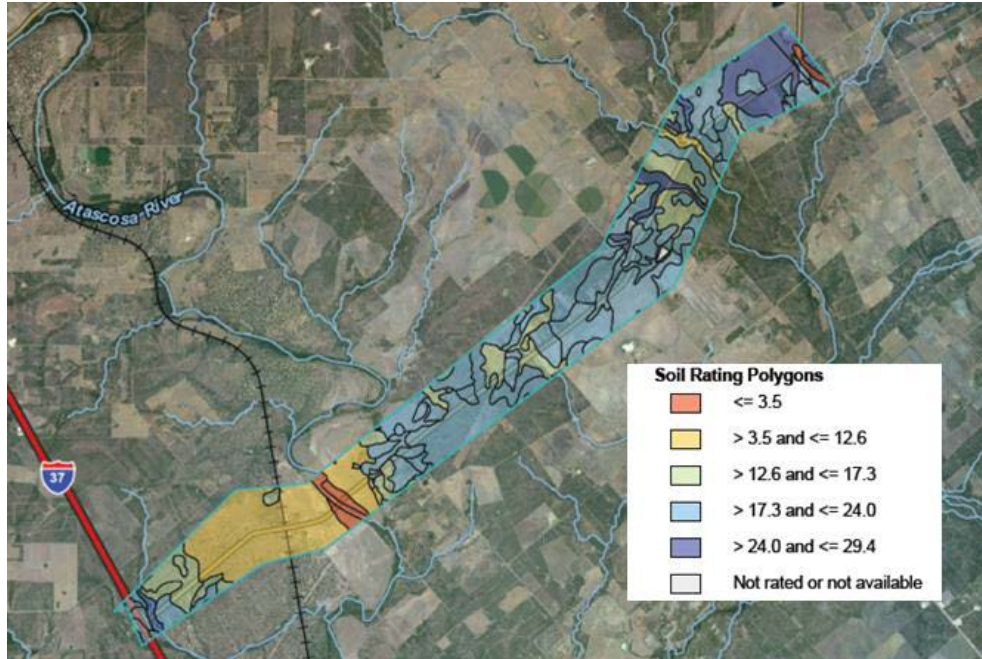 Atascosa River
37
Soil Rating Polygons
<= 3.5
> 3.5 and <= 12.6
> 12.6 and <= 17.3
> 17.3 and <= 24.0
> 24.0 and <= 29.4
Not rated or not available